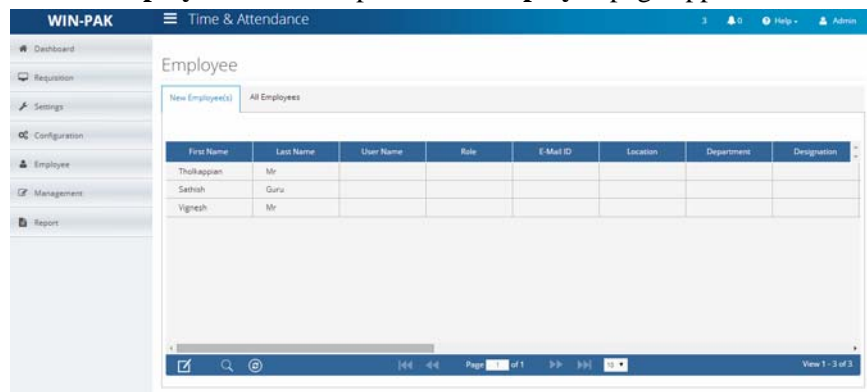 WIN-PAK Time & Attendance 3 0 Help Admin
Dashboard
Requisition
Settings
Configuration
Employee
Management
Report
Employee
New Employee(s) All Employees
First Name Last Name User Name Role E-Mail ID Location Department Designation
Tholkappian Mr
Sathish Guru
Vignesh Mr
Page 1 of 1 10 View 1 - 3 of 3